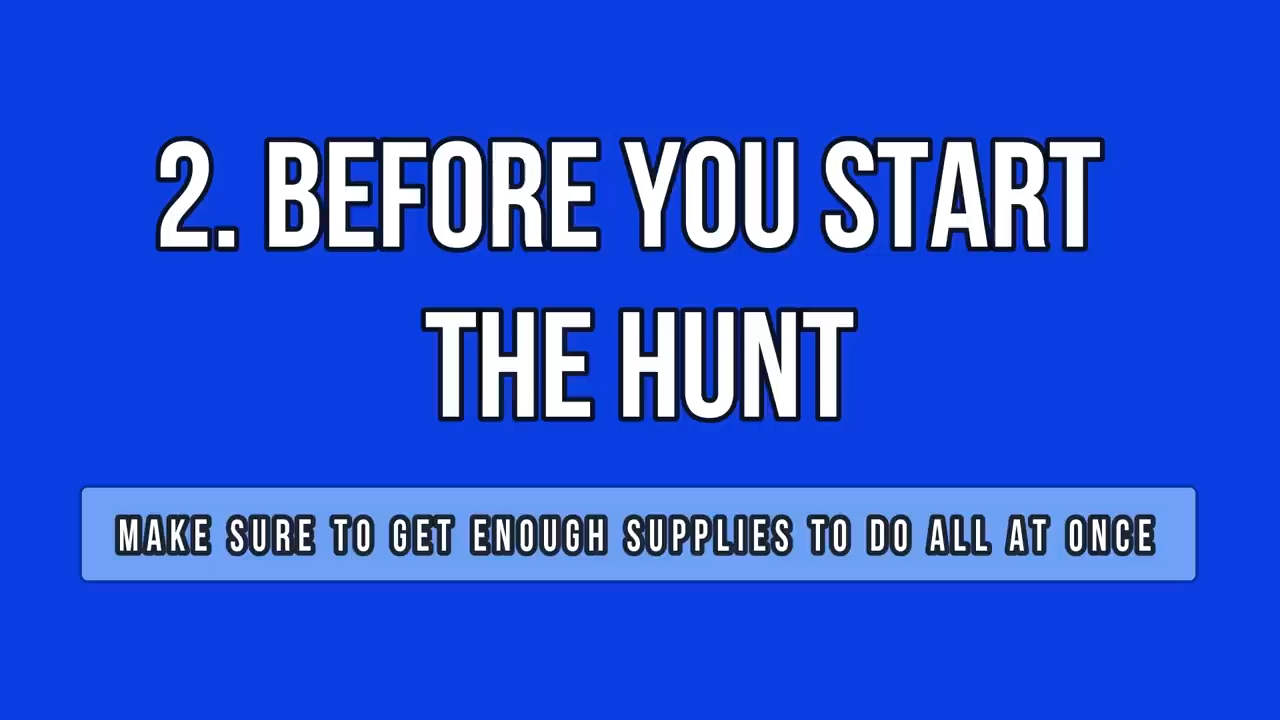 2. BEFORE YOU START
THE HUNT
MAKE SURE TO GET ENOUGH SUPPLIES TO DO ALL AT ONCE